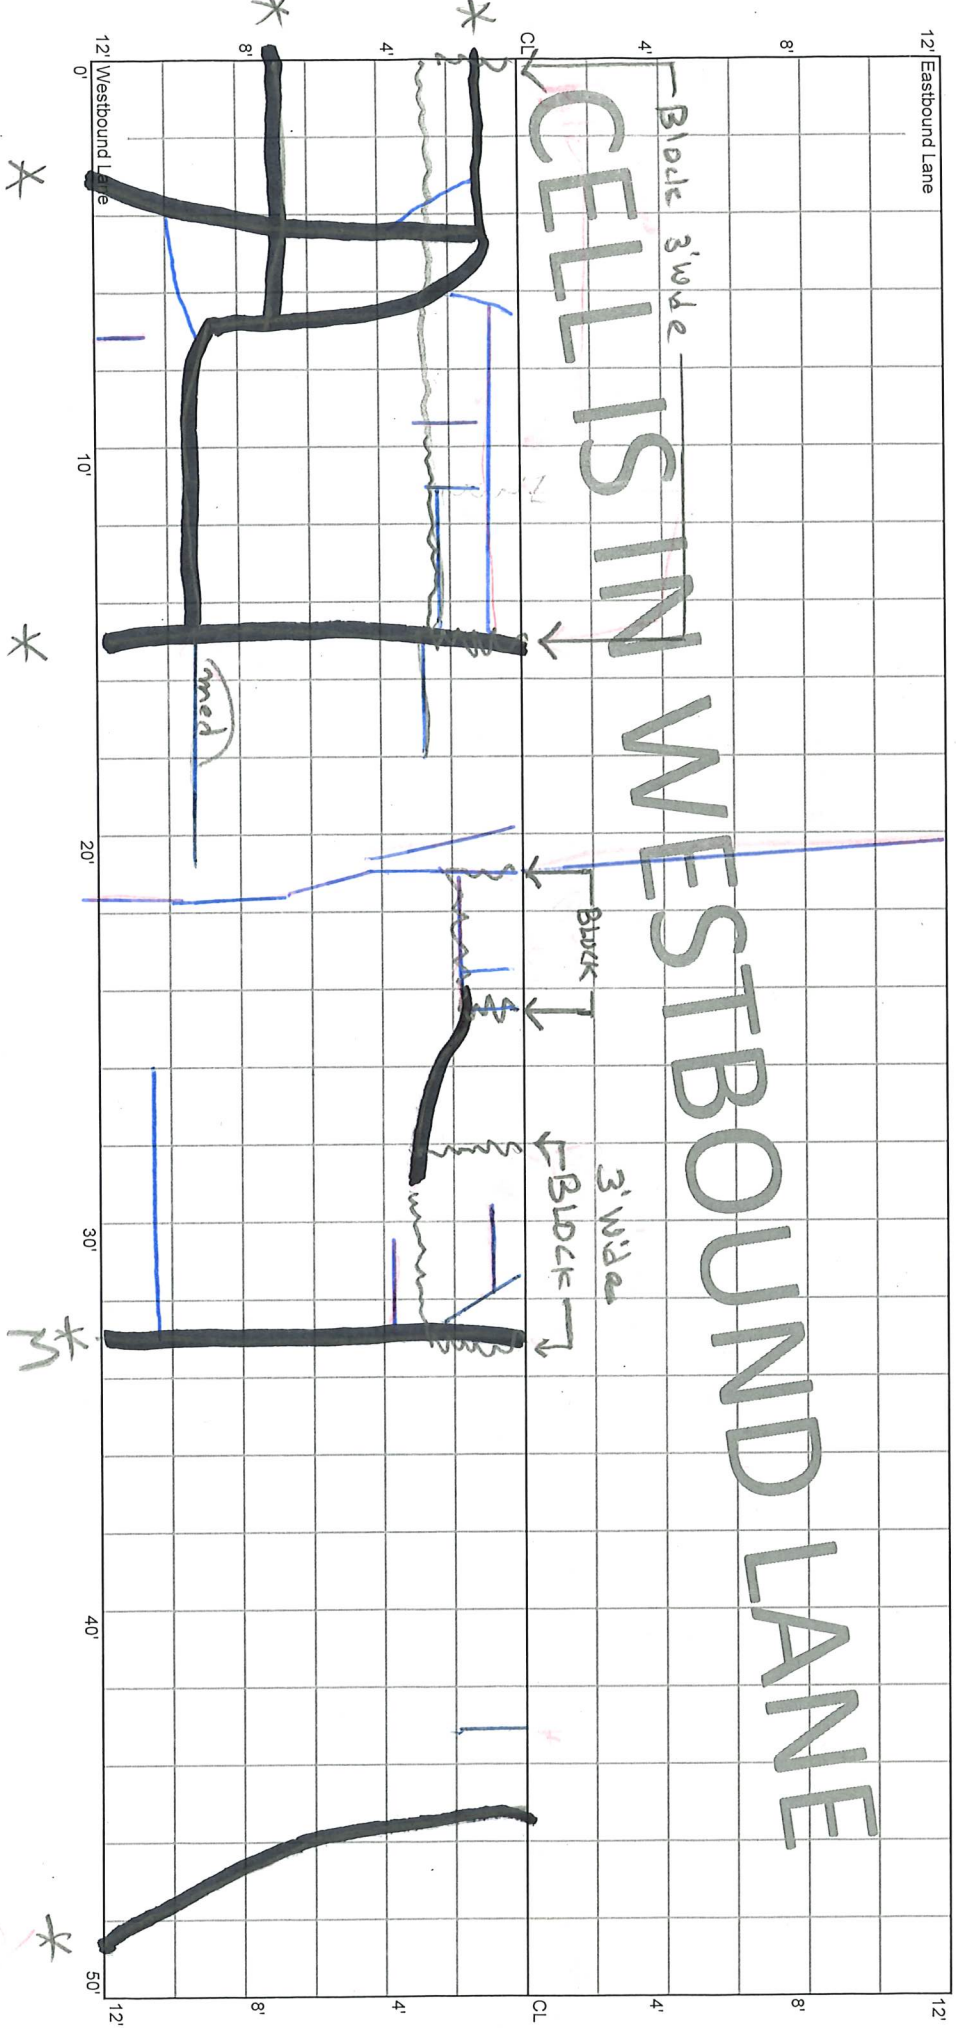 12' Eastbound Lane
8'
4'
CL
4'
8'
12' Westbound Lane
0'
10'
20'
30'
40'
50'
12'
8'
4'
CL
4'
8'
12'
CELL IS IN WESTBOUND LANE
Block 3' Wide
BLOCK
3' Wide
BLOCK
med
*
*
*
*
*
M
*